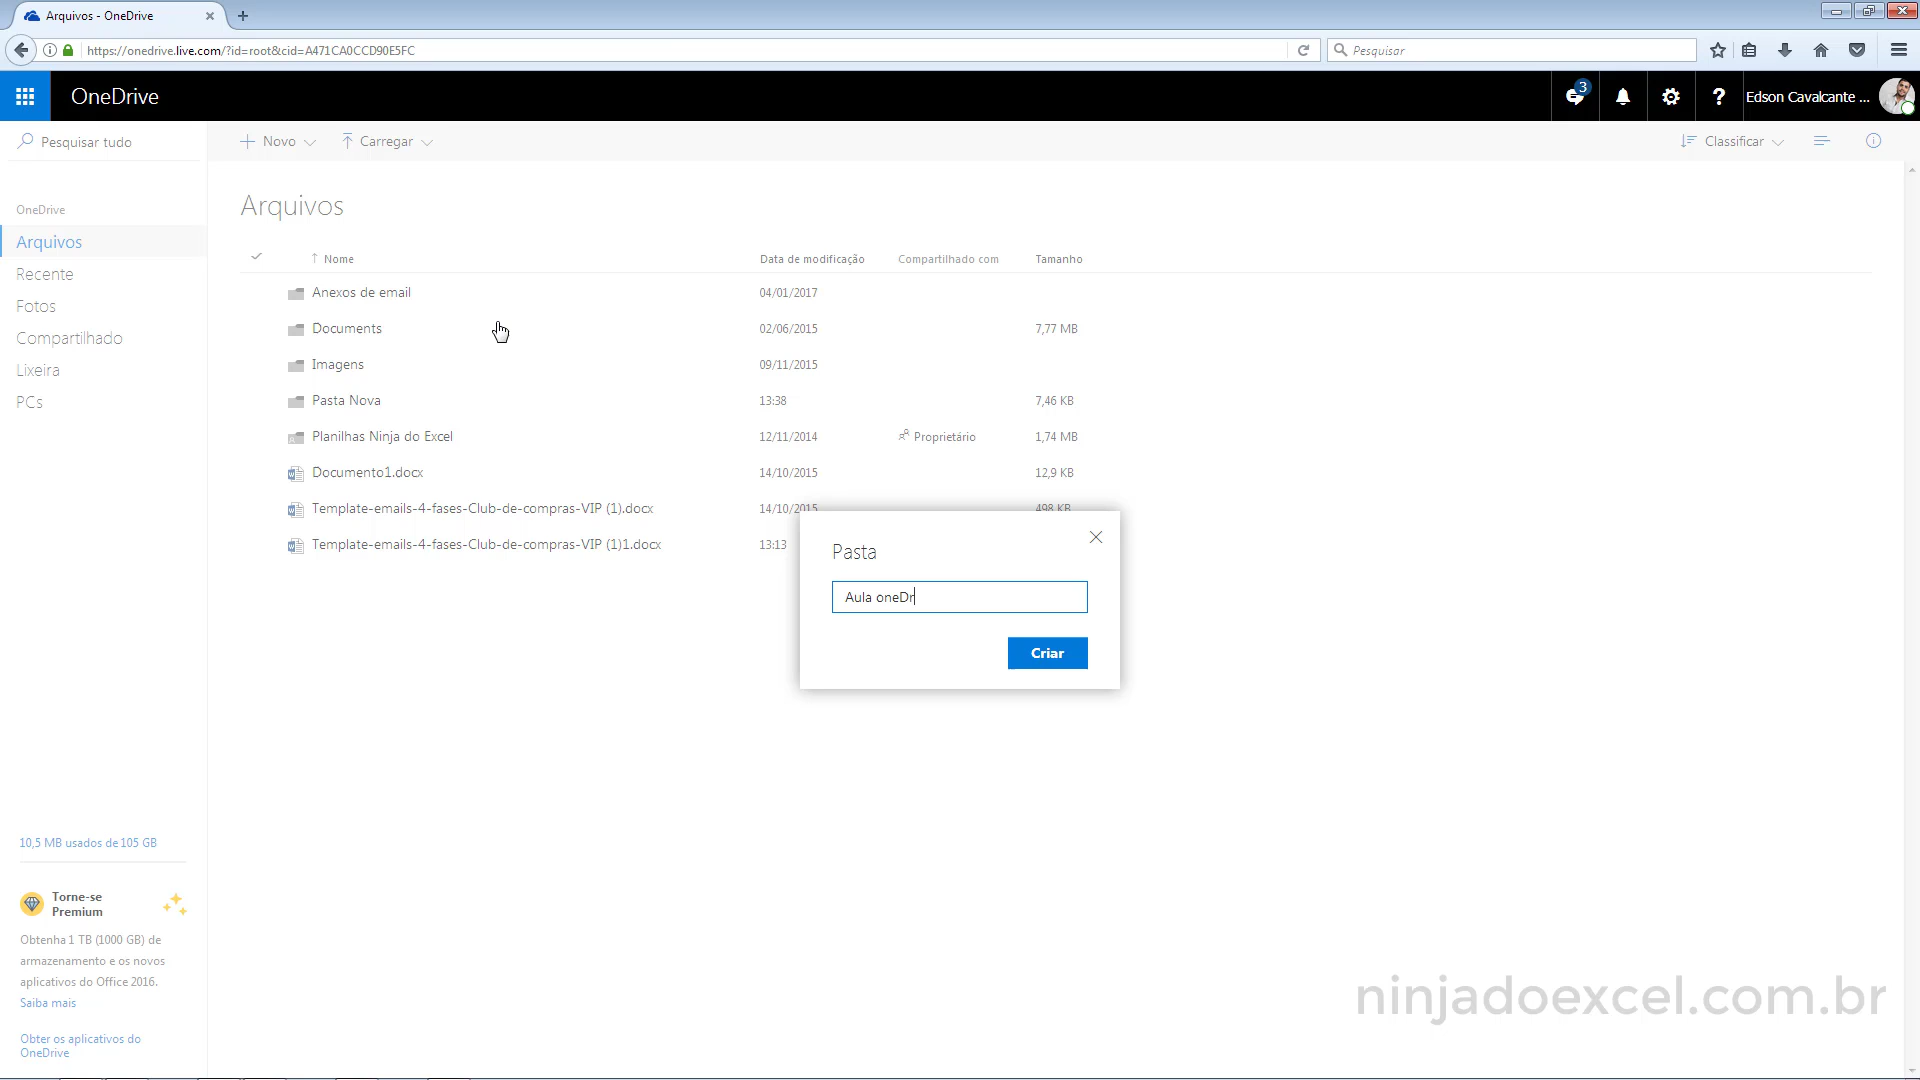 Arquivos - OneDrive
https://onedrive.live.com/?id=root&cid=A471CA0CCD90E5FC
Pesquisar
OneDrive
3
Edson Cavalcante ...
Pesquisar tudo
Novo
Carregar
Classificar
OneDrive
Arquivos
Recente
Fotos
Compartilhado
Lixeira
PCs
Arquivos
Nome Data de modificação Compartilhado com Tamanho
Anexos de email 04/01/2017
Documents 02/06/2015 7,77 MB
Imagens 09/11/2015
Pasta Nova 13:38 7,46 KB
Planilhas Ninja do Excel 12/11/2014 Proprietário 1,74 MB
Documento1.docx 14/10/2015 12,9 KB
Template-emails-4-fases-Club-de-compras-VIP (1).docx 14/10/2015 498 KB
Template-emails-4-fases-Club-de-compras-VIP (1)1.docx 13:13
Pasta
Aula oneDr
Criar
10,5 MB usados de 105 GB
Torne-se
Premium
Obtenha 1 TB (1000 GB) de
armazenamento e os novos
aplicativos do Office 2016.
Saiba mais
Obter os aplicativos do
OneDrive
ninjadoexcel.com.br